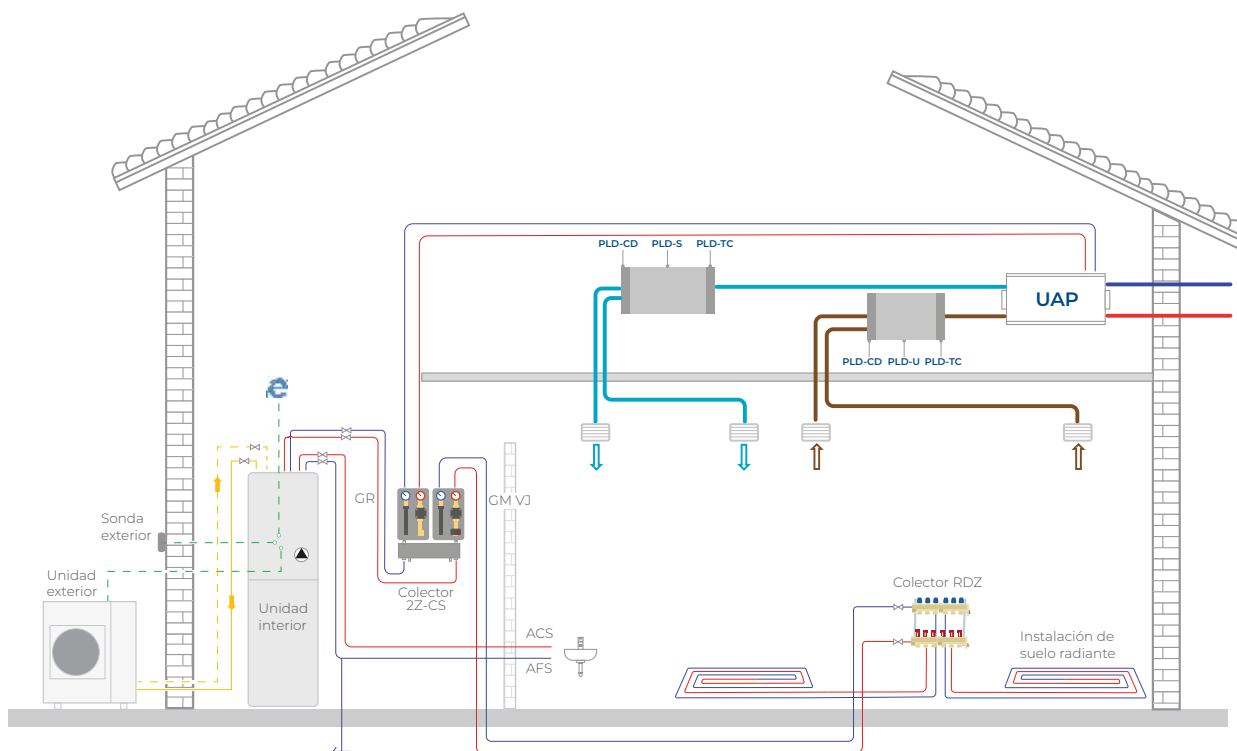 PLD-CD PLD-S PLD-TC
UAP
PLD-CD PLD-U PLD-TC
GR
GM VJ
Sonda
exterior
Unidad
exterior
Unidad
interior
Colector
2Z-CS
ACS
AFS
Colector RDZ
Instalación de
suelo radiante